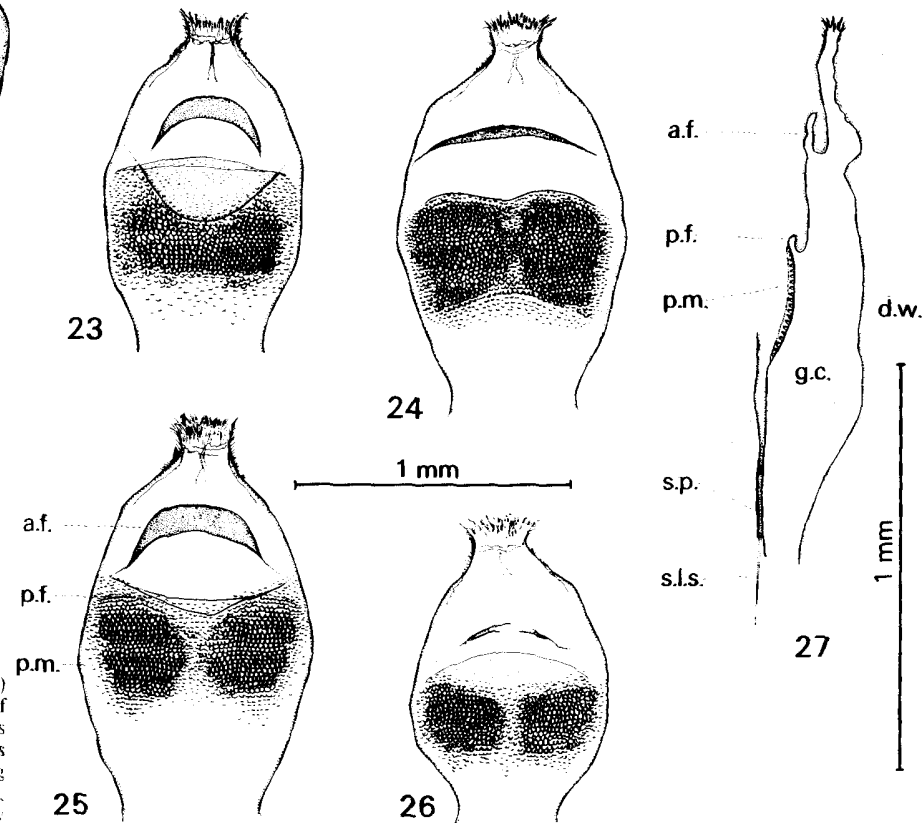 23
24
1 mm
25
a.f.
p.f.
p.m.
26
27
a.f.
p.f.
p.m.
d.w.
g.c.
s.p.
s.l.s.
1 mm
)
f
s
s
g